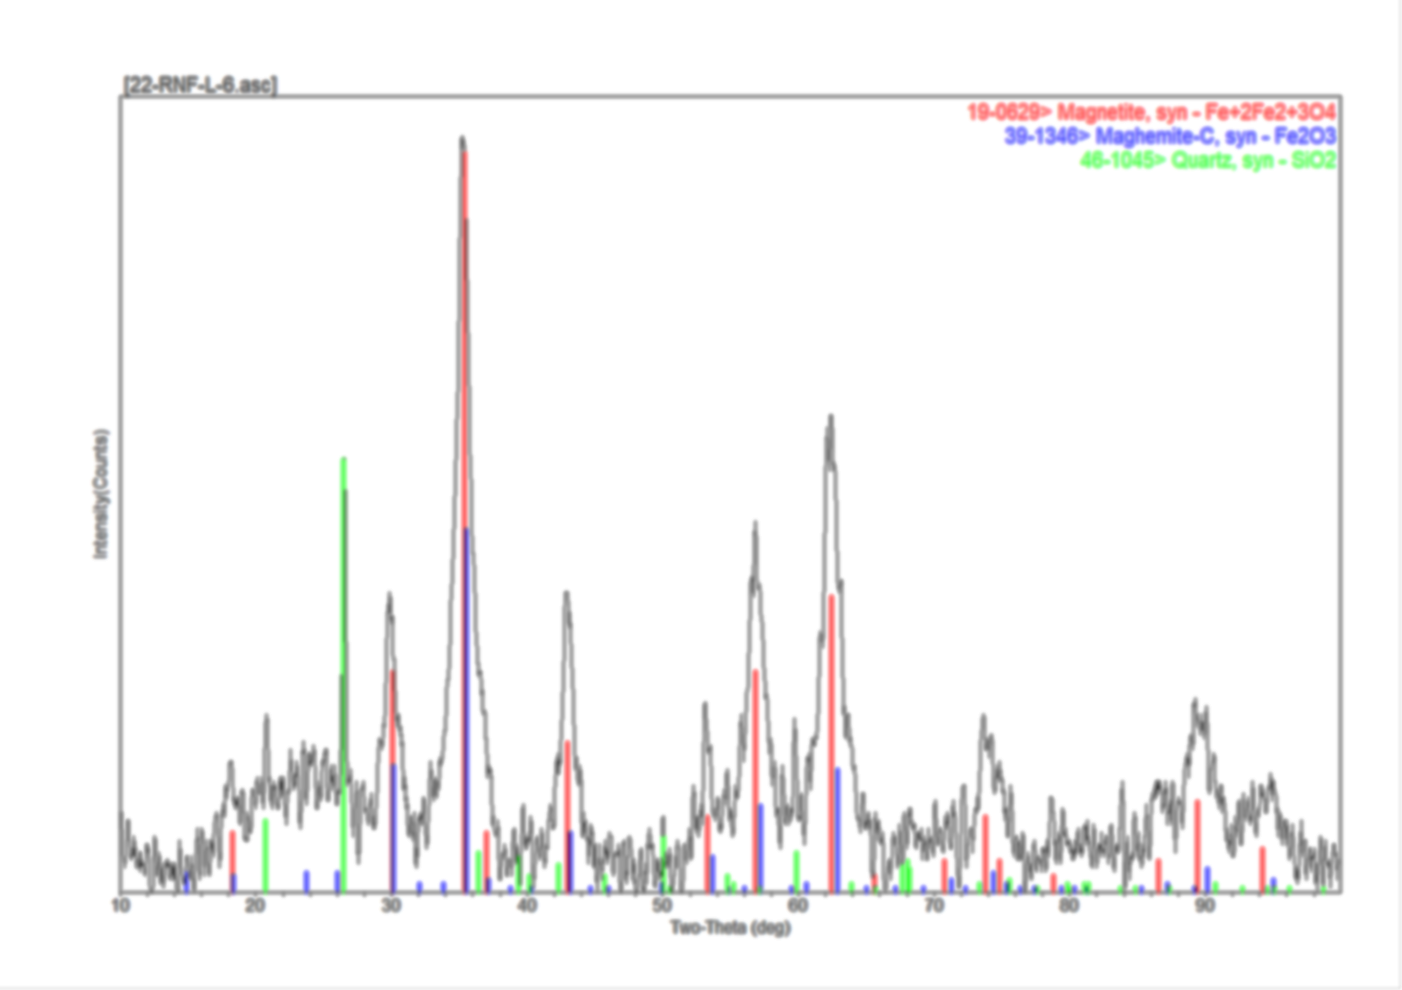 [22-RNF-L-6.asc]
19-0629> Magnetite, syn - Fe+2Fe2+3O4
39-1346> Maghemite-C, syn - Fe2O3
46-1045> Quartz, syn - SiO2
Intensity(Counts)
10 20 30 40 50 60 70 80 90
Two-Theta (deg)